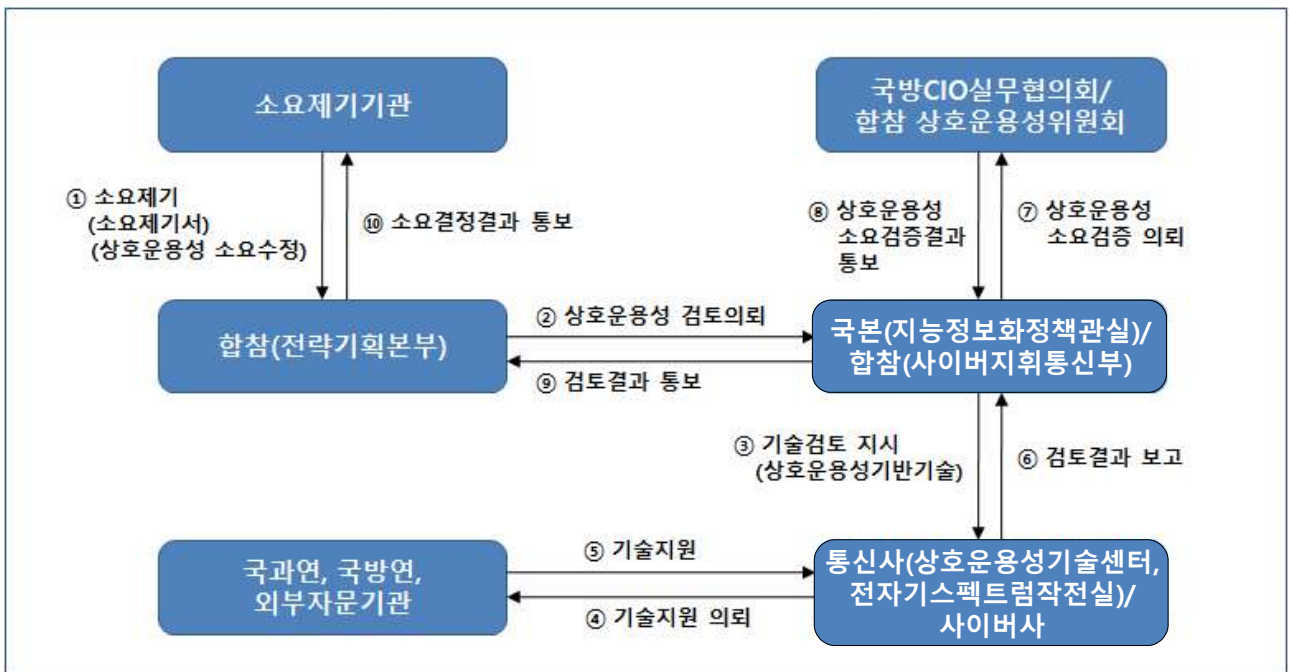 소요제기기관
국방CIO실무협의회/
합참 상호운용성위원회
① 소요제기
(소요제기서)
(상호운용성 소요수정)
⑩ 소요결정결과 통보
⑧ 상호운용성
소요검증결과
통보
⑦ 상호운용성
소요검증 의뢰
합참(전략기획본부)
② 상호운용성 검토의뢰
⑨ 검토결과 통보
국본(지능정보화정책관실)/
합참(사이버지휘통신부)
③ 기술검토 지시
(상호운용성기반기술)
⑥ 검토결과 보고
국과연, 국방연,
외부자문기관
⑤ 기술지원
④ 기술지원 의뢰
통신사(상호운용성기술센터,
전자기스펙트럼작전실)/
사이버사